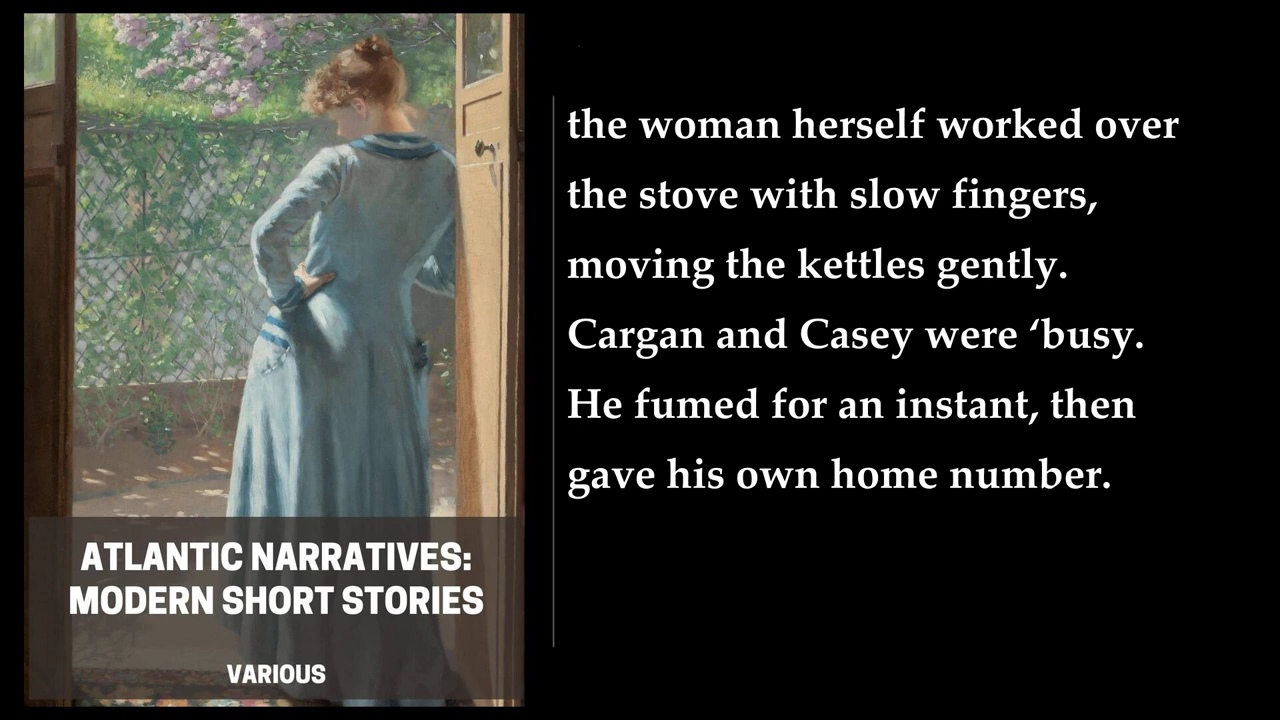 the woman herself worked over
the stove with slow fingers,
moving the kettles gently.
Cargan and Casey were ‘busy.
He fumed for an instant, then
gave his own home number.
ATLANTIC NARRATIVES:
MODERN SHORT STORIES
VARIOUS